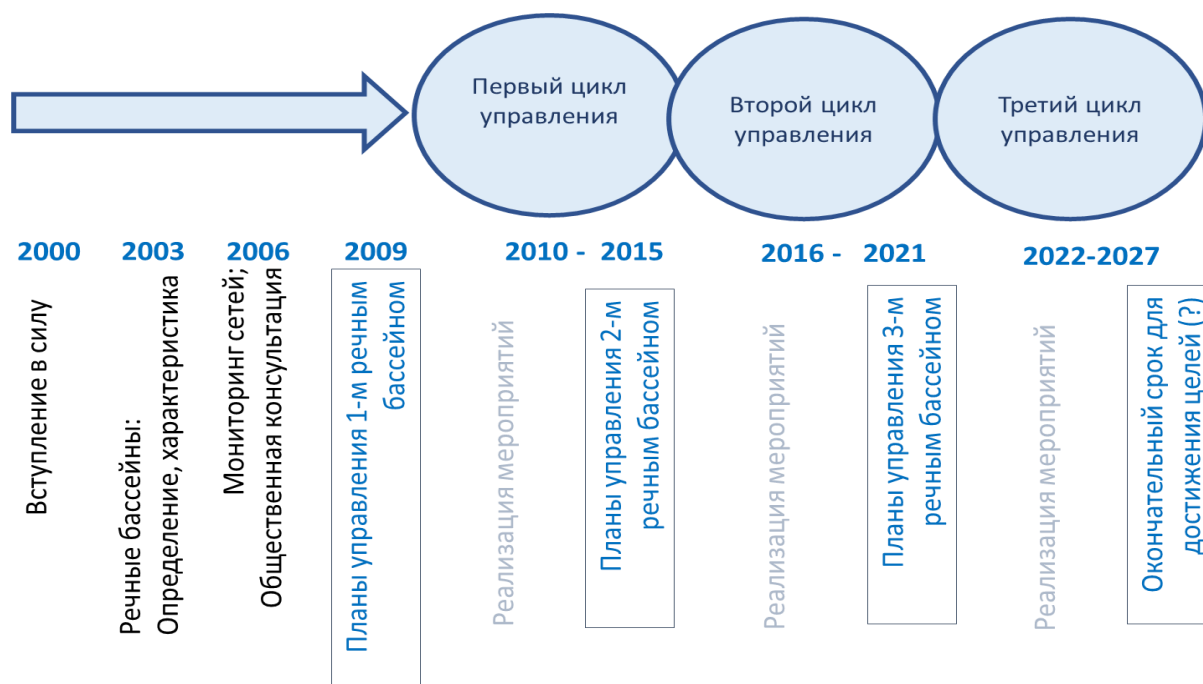 Первый цикл
управления
Второй цикл
управления
Третий цикл
управления
2000
2003
2006
2009
2010 - 2015
2016 - 2021
2022-2027
Вступление в силу
Речные бассейны:
Определение, характеристика
Мониторинг сетей;
Общественная консультация
Планы управления 1-м речным
бассейном
Реализация мероприятий
Планы управления 2-м
речным бассейном
Реализация мероприятий
Планы управления 3-м
речным бассейном
Реализация мероприятий
Окончательный срок для
достижения целей (?)